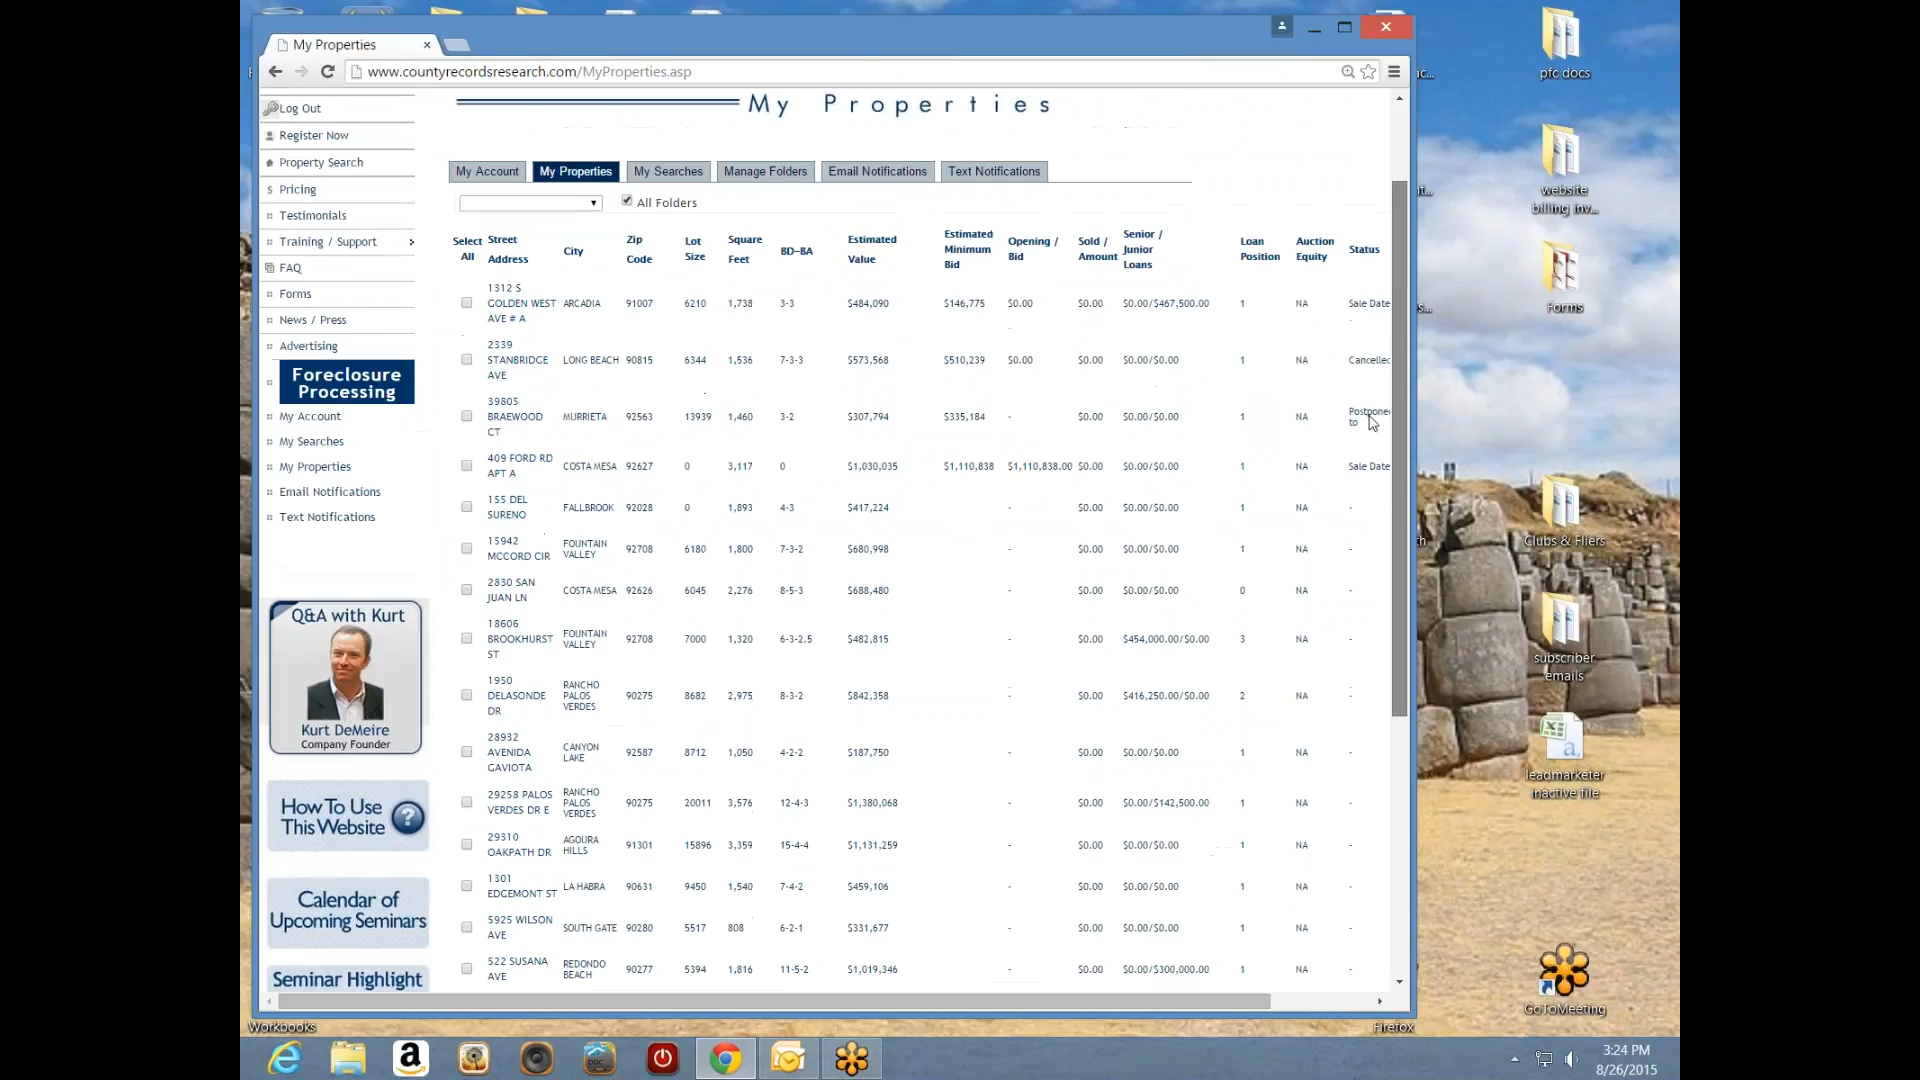 My Properties
www.countyrecordsresearch.com/MyProperties.asp
Log Out
Register Now
Property Search
Pricing
Testimonials
Training / Support
FAQ
Forms
News / Press
Advertising
Foreclosure
Processing
My Account
My Searches
My Properties
Email Notifications
Text Notifications
Q&A with Kurt
Kurt DeMeire
Company Founder
How To Use
This Website ?
Calendar of
Upcoming Seminars
Seminar Highlight
My Properties
My Account My Properties My Searches Manage Folders Email Notifications Text Notifications
All Folders
Select All Street Address City Zip Code Lot Size Square Feet BD-BA Estimated Value Estimated Minimum Bid Opening / Bid Sold / Amount Senior / Junior Loans Loan Position Auction Equity Status
1312 S GOLDEN WEST AVE # A ARCADIA 91007 6210 1,738 3-3 $484,090 $146,775 $0.00 $0.00 $0.00/$467,500.00 1 NA Sale Date -
2339 STANBRIDGE AVE LONG BEACH 90815 6344 1,536 7-3-3 $573,568 $510,239 $0.00 $0.00 $0.00/$0.00 1 NA Cancelled
39805 BRAEWOOD CT MURRIETA 92563 13939 1,460 3-2 $307,794 $335,184 - $0.00 $0.00/$0.00 1 NA Postponed to
409 FORD RD APT A COSTA MESA 92627 0 3,117 0 $1,030,035 $1,110,838 $1,110,838.00 $0.00 $0.00/$0.00 1 NA Sale Date
155 DEL SURENO FALLBROOK 92028 0 1,893 4-3 $417,224 - $0.00 $0.00/$0.00 1 NA -
15942 MCCORD CIR FOUNTAIN VALLEY 92708 6180 1,800 7-3-2 $680,998 - $0.00 $0.00/$0.00 1 NA -
2830 SAN JUAN LN COSTA MESA 92626 6045 2,276 8-5-3 $688,480 - $0.00 $0.00/$0.00 0 NA -
18606 BROOKHURST ST FOUNTAIN VALLEY 92708 7000 1,320 6-3-2.5 $482,815 - $0.00 $454,000.00/$0.00 3 NA -
1950 DELASONDE DR RANCHO PALOS VERDES 90275 8682 2,975 8-3-2 $842,358 - $0.00 $416,250.00/$0.00 2 NA -
28932 AVENIDA GAVIOTA CANYON LAKE 92587 8712 1,050 4-2-2 $187,750 - $0.00 $0.00/$0.00 1 NA -
29258 PALOS VERDES DR E RANCHO PALOS VERDES 90275 20011 3,576 12-4-3 $1,380,068 - $0.00 $0.00/$142,500.00 1 NA -
29310 OAKPATH DR AGOURA HILLS 91301 15896 3,359 15-4-4 $1,131,259 - $0.00 $0.00/$0.00 1 NA -
1301 EDGEMONT ST LA HABRA 90631 9450 1,540 7-4-2 $459,106 - $0.00 $0.00/$0.00 1 NA -
5925 WILSON AVE SOUTH GATE 90280 5517 808 6-2-1 $331,677 - $0.00 $0.00/$0.00 1 NA -
522 SUSANA AVE REDONDO BEACH 90277 5394 1,816 11-5-2 $1,019,346 - $0.00 $0.00/$300,000.00 1 NA -
pfc docs
website
billing inv...
Forms
Clubs & Fliers
subscriber
emails
leadmarketer
inactive file
GoToMeeting
Workbooks
Firefox
3:24 PM
8/26/2015